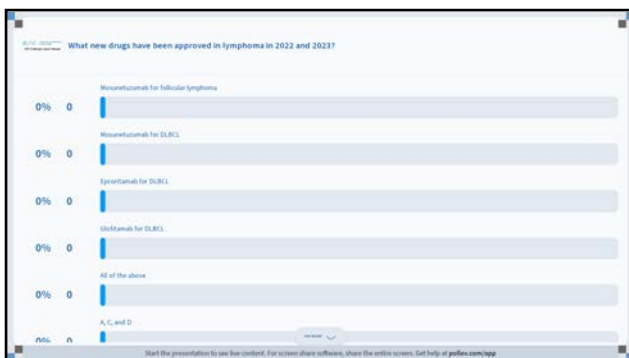 What new drugs have been approved in lymphoma in 2022 and 2023?
Mosunetuzumab for follicular lymphoma
0% 0
Mosunetuzumab for DLBCL
0% 0
Epcoritamab for DLBCL
0% 0
Glofitamab for DLBCL
0% 0
All of the above
0% 0
A, C, and D
0% 0
Start the presentation to see live content. For screen share software, share the entire screen. Get help at pollev.com/app